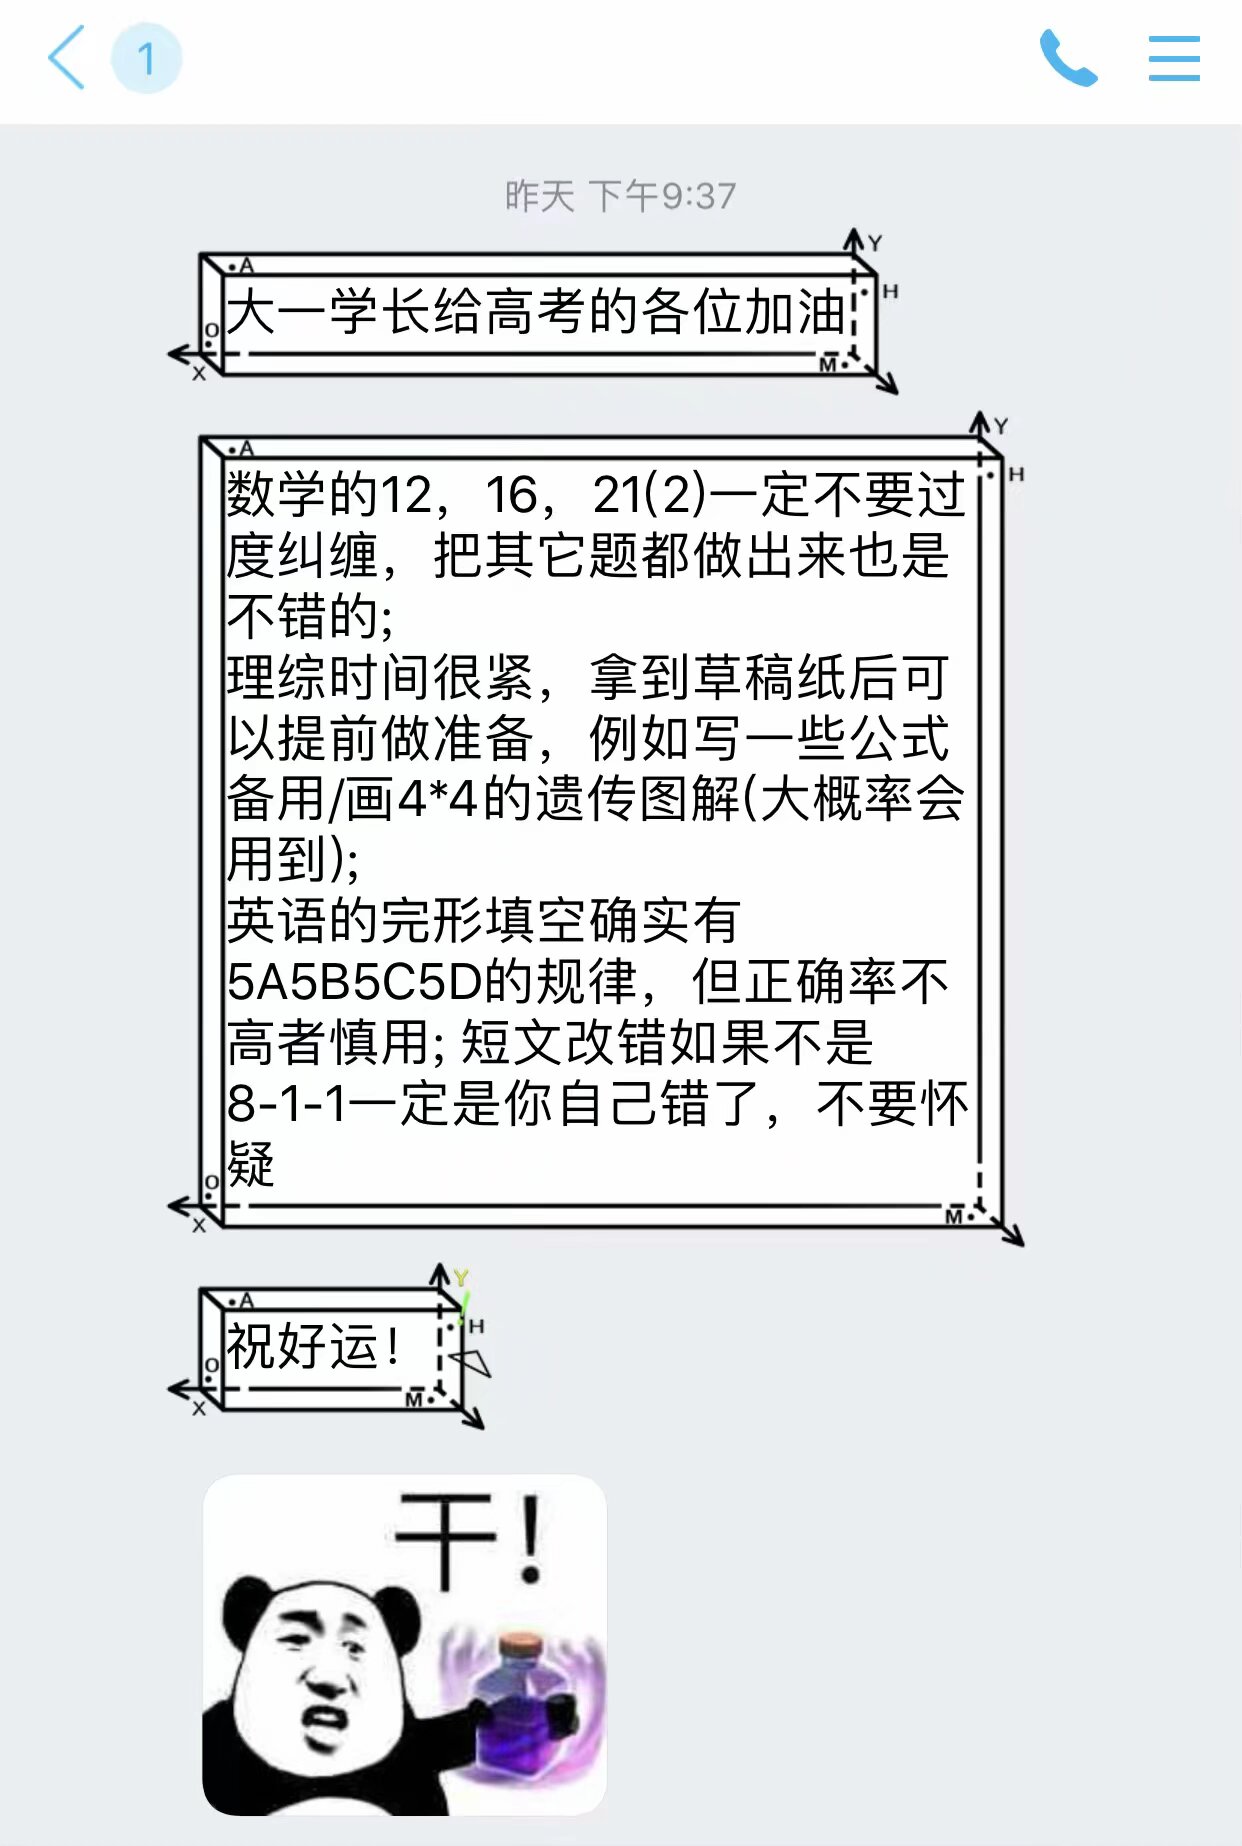 1
昨天 下午9:37
Y
A
H
大一学长给高考的各位加油
O
M
X
Y
A
H
数学的12，16，21(2)一定不要过
度纠缠，把其它题都做出来也是
不错的;
理综时间很紧，拿到草稿纸后可
以提前做准备，例如写一些公式
备用/画4*4的遗传图解(大概率会
用到);
英语的完形填空确实有
5A5B5C5D的规律，但正确率不
高者慎用; 短文改错如果不是
8-1-1一定是你自己错了，不要怀
疑
O
M
X
Y
A
H
祝好运！
O
M
X
干！